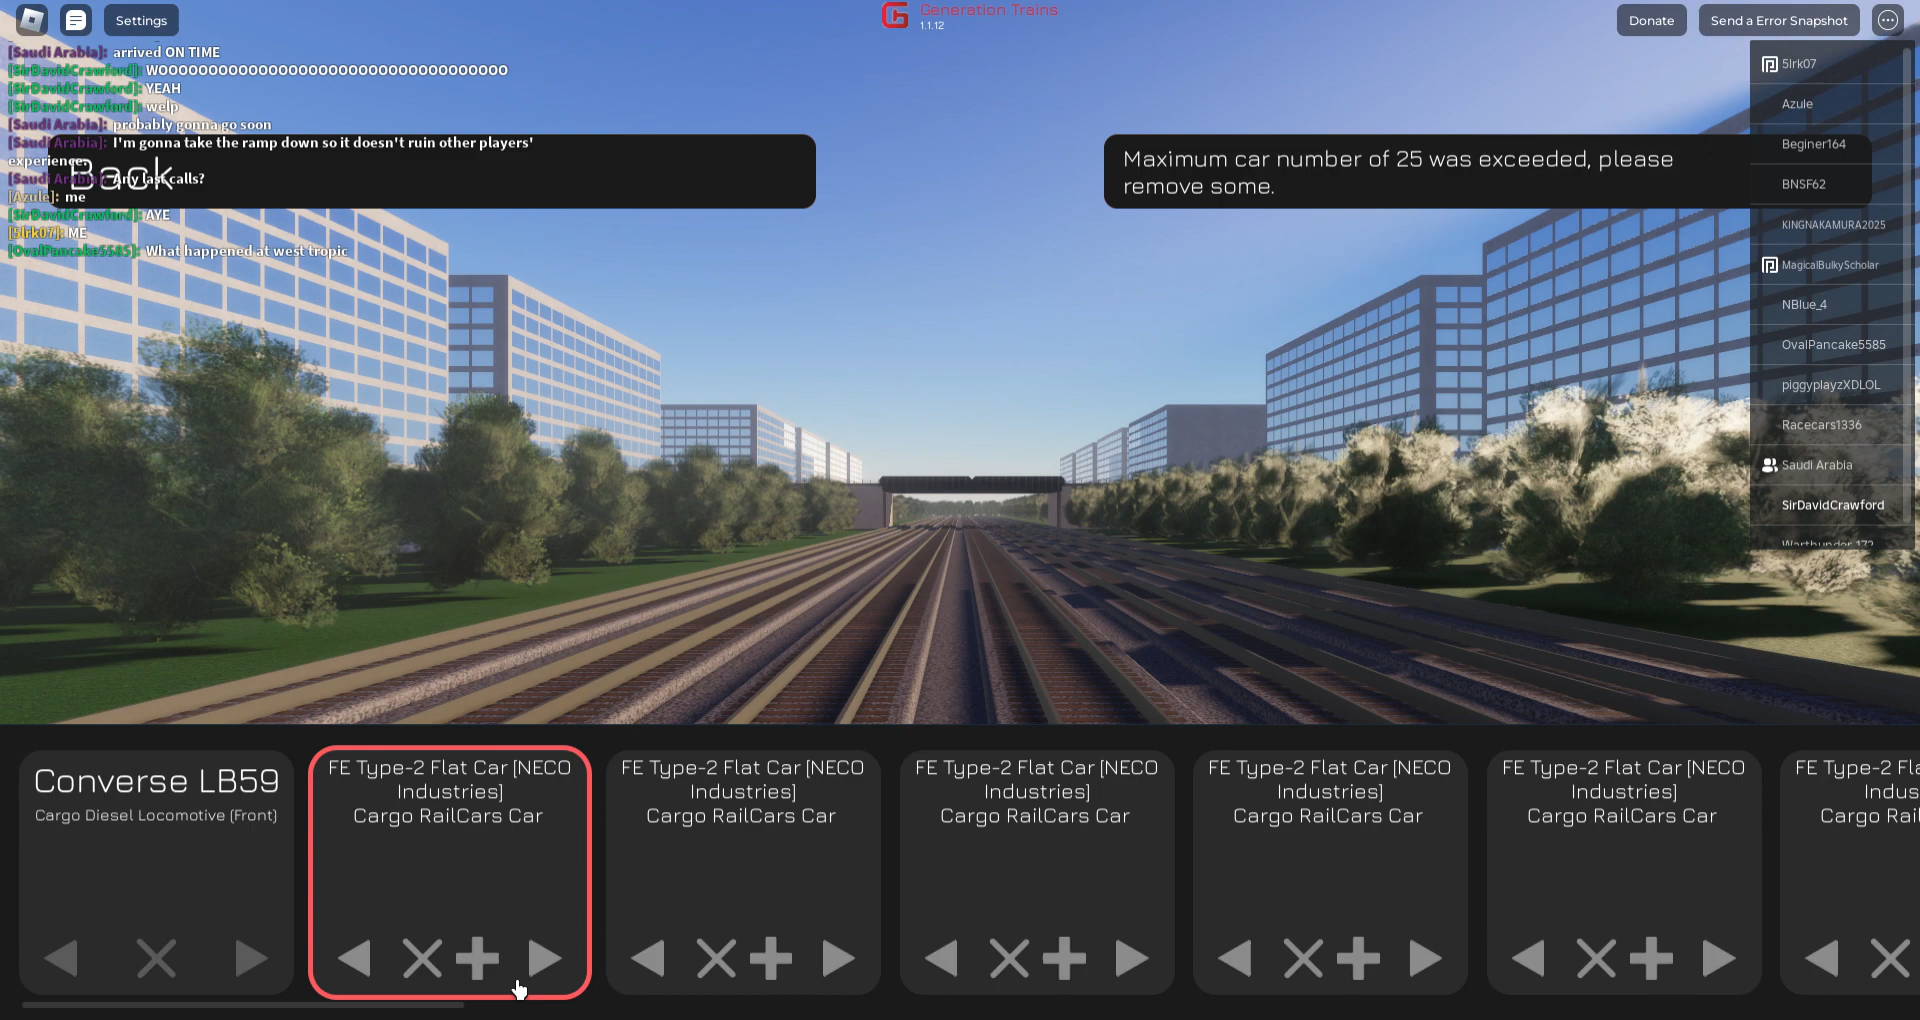 Settings
Generation Trains
1.1.12
Donate
Send a Error Snapshot
[Saudi Arabia]: arrived ON TIME
[SirDavidCrawford]: WOOOOOOOOOOOOOOOOOOOOOOOOOOOOOOOOOOO
[SirDavidCrawford]: YEAH
[SirDavidCrawford]: welp
[Saudi Arabia]: probably gonna go soon
[Saudi Arabia]: I'm gonna take the ramp down so it doesn't ruin other players'
experience.
[Saudi Arabia]: Any last calls?
[Azule]: me
[SirDavidCrawford]: AYE
[5lrk07]: ME
[OvalPancake5585]: What happened at west tropic
Back
Maximum car number of 25 was exceeded, please
remove some.
5lrk07
Azule
Beginer164
BNSF62
KINGNAKAMURA2025
MagicalBulkyScholar
NBlue_4
OvalPancake5585
piggyplayzXDLOL
Racecars1336
Saudi Arabia
SirDavidCrawford
Warthunder_172
Converse LB59
Cargo Diesel Locomotive (Front)
FE Type-2 Flat Car [NECO
Industries]
Cargo RailCars Car
FE Type-2 Flat Car [NECO
Industries]
Cargo RailCars Car
FE Type-2 Flat Car [NECO
Industries]
Cargo RailCars Car
FE Type-2 Flat Car [NECO
Industries]
Cargo RailCars Car
FE Type-2 Flat Car [NECO
Industries]
Cargo RailCars Car
FE Type-2 Fla
Indus
Cargo Rail